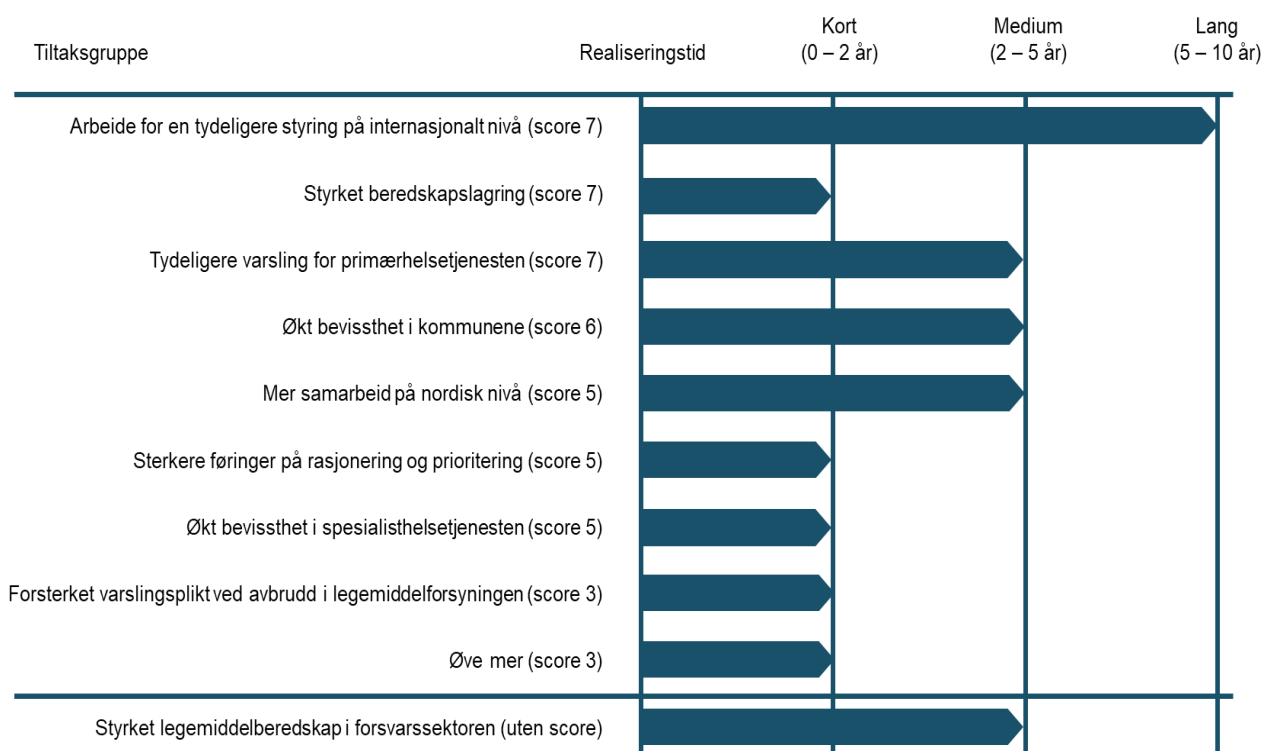 Tiltaksgruppe
Realiseringstid
Kort
(0 – 2 år)
Medium
(2 – 5 år)
Lang
(5 – 10 år)
Arbeide for en tydeligere styring på internasjonalt nivå (score 7)
Styrket beredskapslagring (score 7)
Tydeligere varsling for primærhelsetjenesten (score 7)
Økt bevissthet i kommunene (score 6)
Mer samarbeid på nordisk nivå (score 5)
Sterkere føringer på rasjonering og prioritering (score 5)
Økt bevissthet i spesialisthelsetjenesten (score 5)
Forsterket varslingsplikt ved avbrudd i legemiddelforsyningen (score 3)
Øve mer (score 3)
Styrket legemiddelberedskap i forsvarssektoren (uten score)